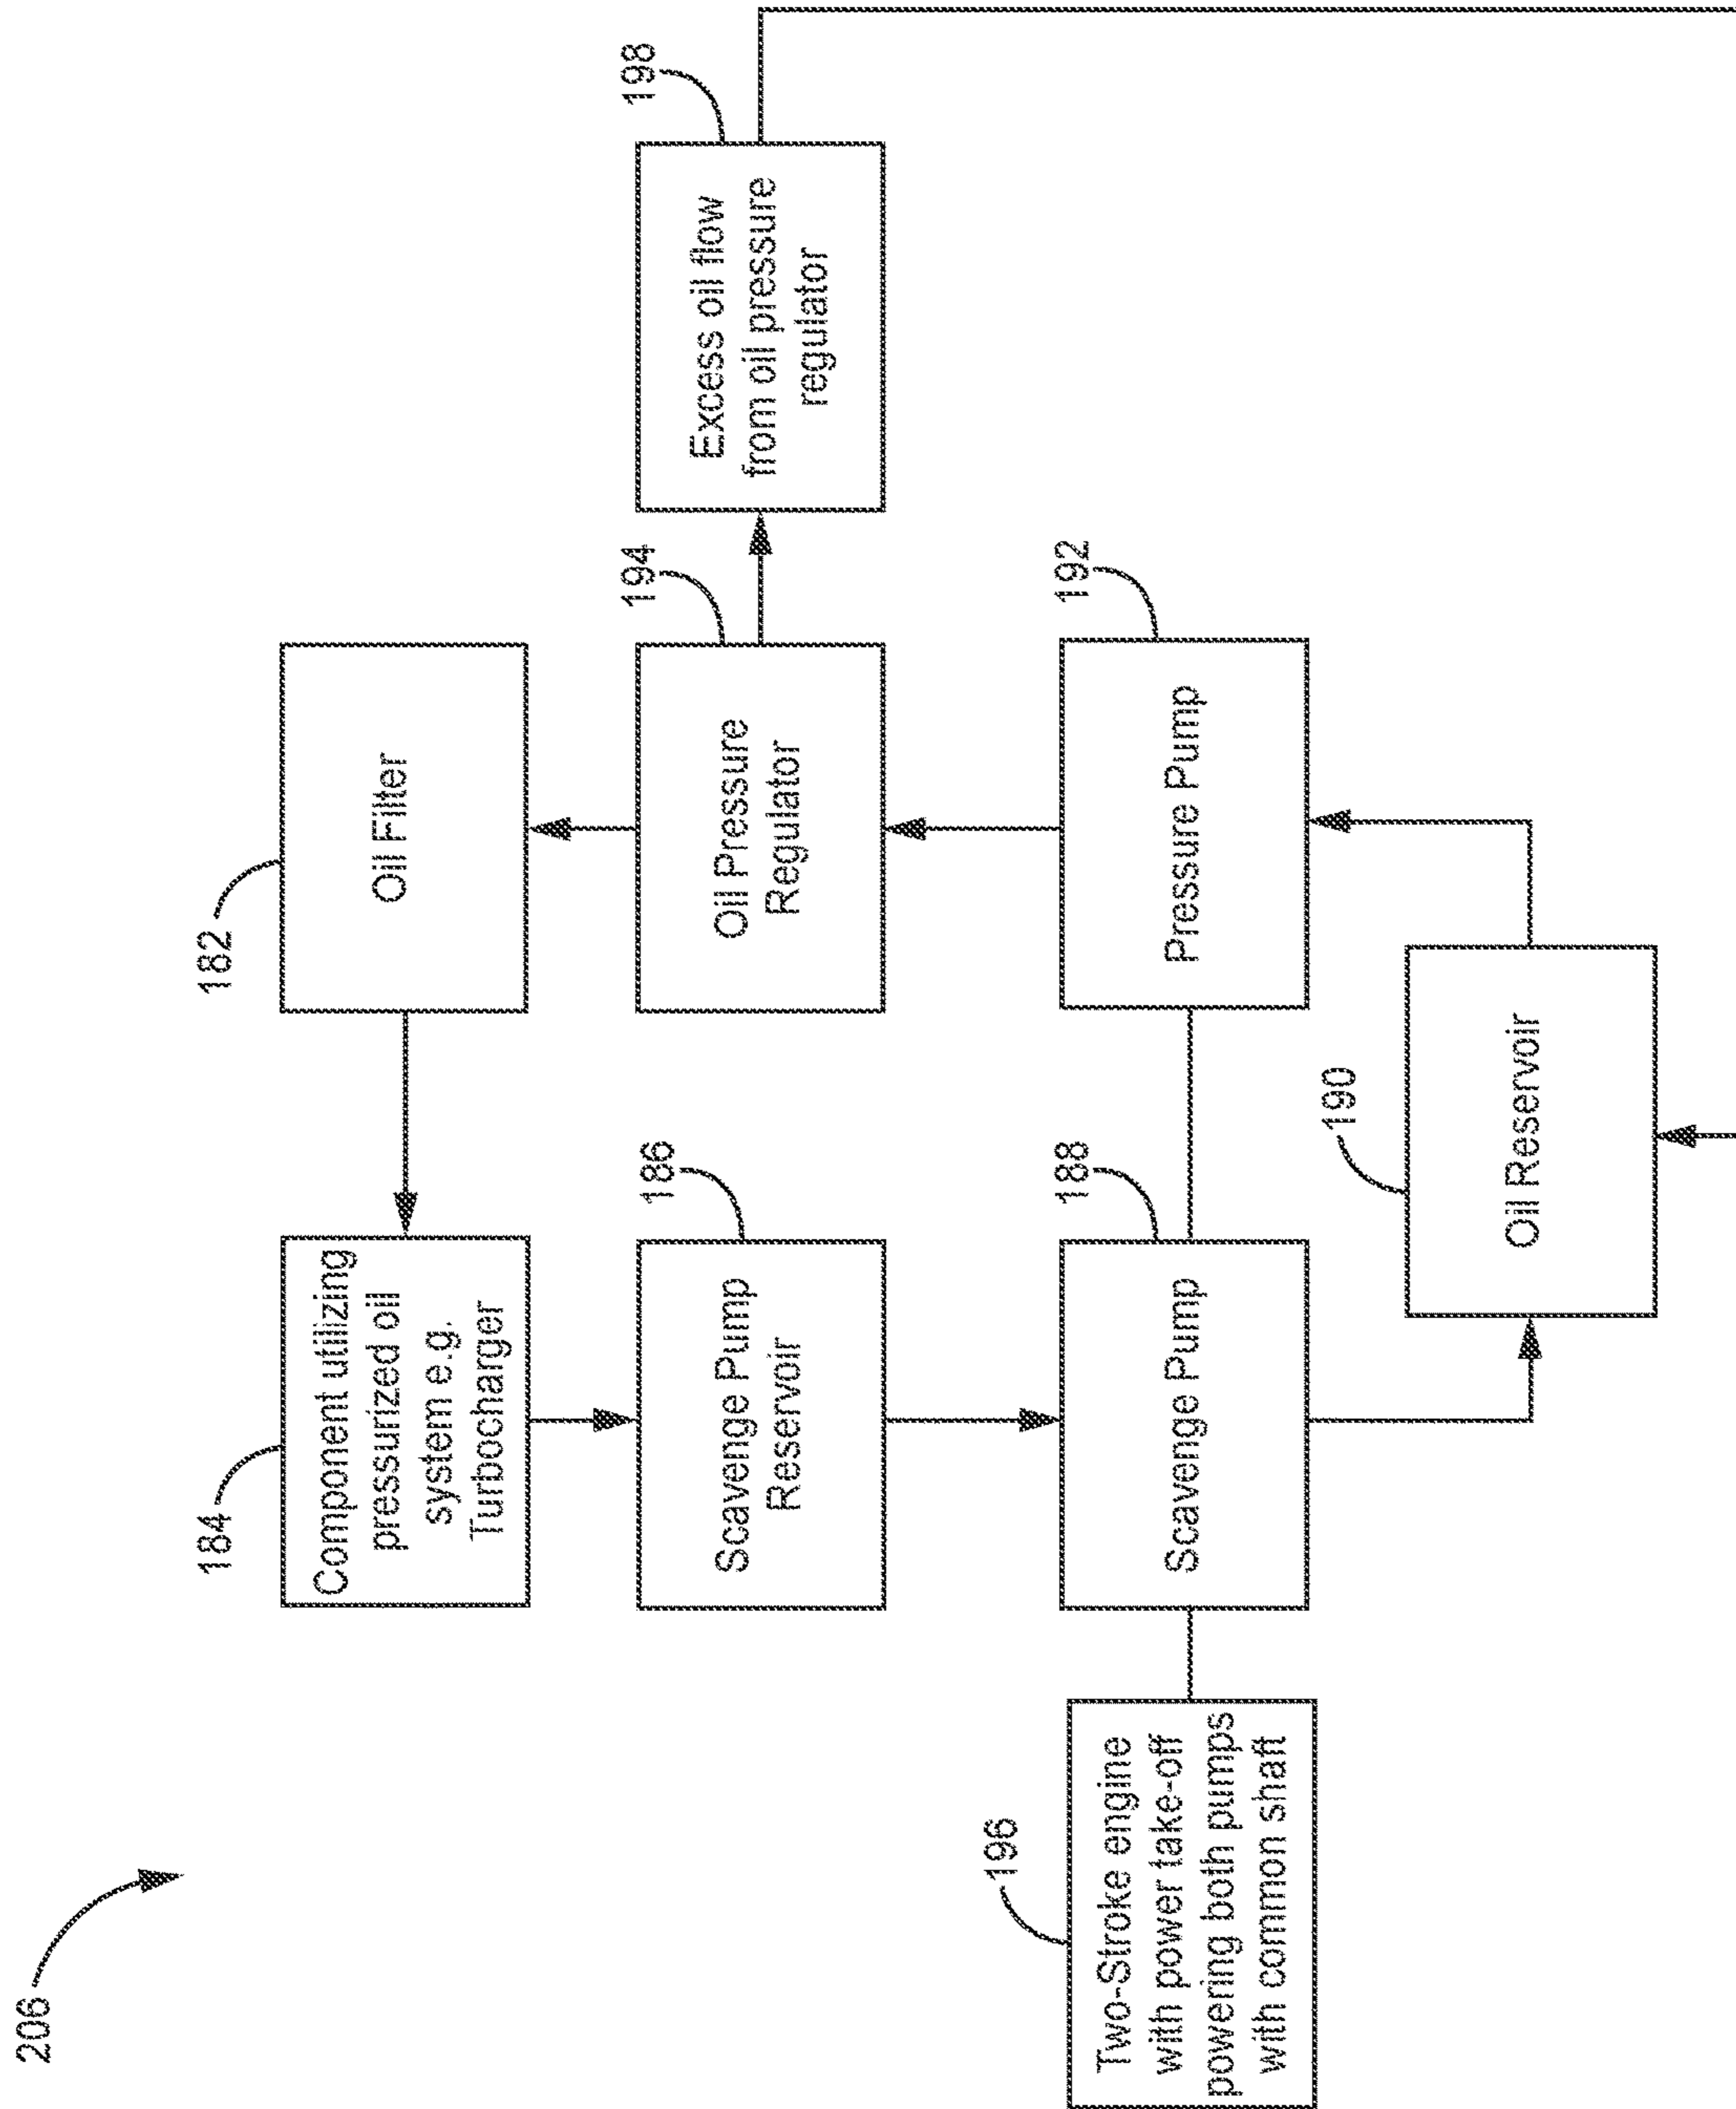 206
184
Component utilizing
pressurized oil
system e.g.
Turbocharger
182
Oil Filter
186
Scavenge Pump
Reservoir
194
Oil Pressure
Regulator
198
Excess oil flow
from oil pressure
regulator
196
Two-Stroke engine
with power take-off
powering both pumps
with common shaft
188
Scavenge Pump
192
Pressure Pump
190
Oil Reservoir